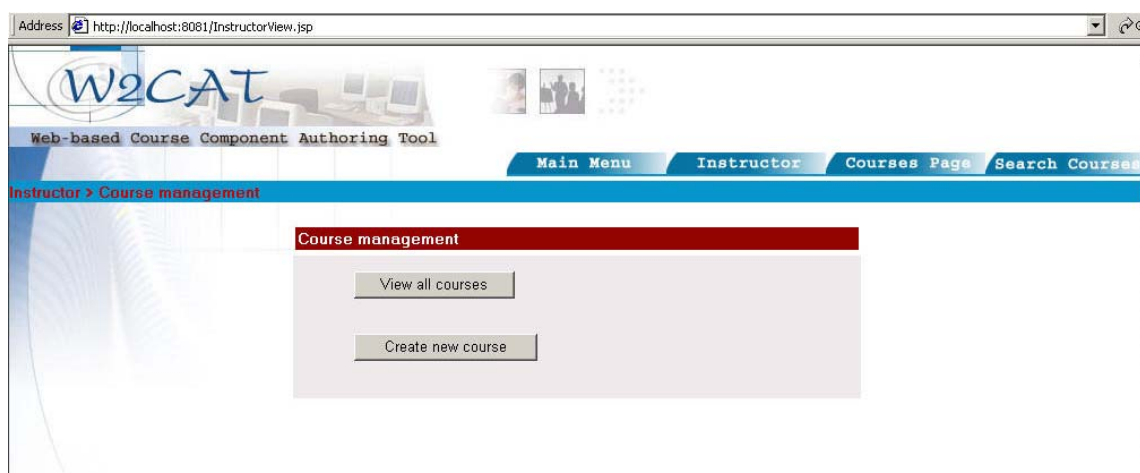 Address http://localhost:8081/InstructorView.jsp
W2CAT
Web-based Course Component Authoring Tool
Main Menu Instructor Courses Page Search Courses
Instructor > Course management
Course management
View all courses
Create new course